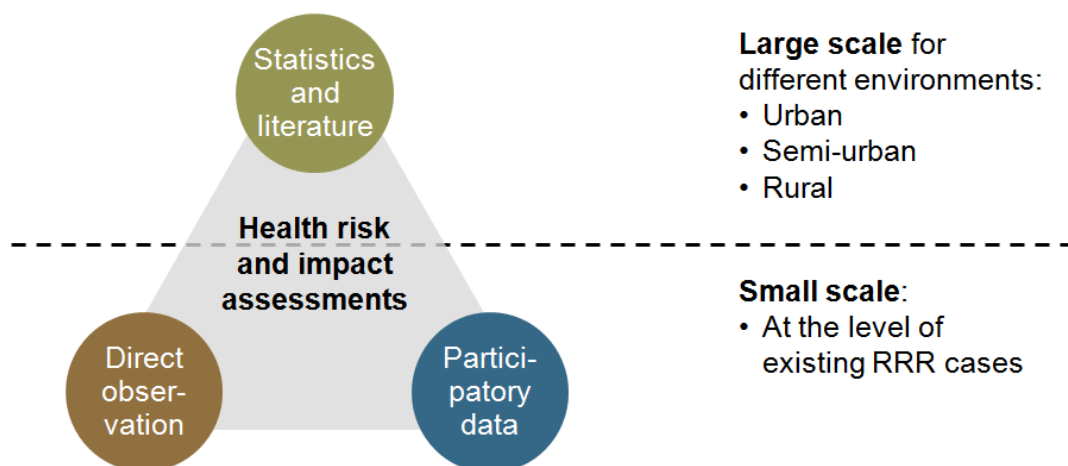 Statistics
and
literature
Health risk
and impact
assessments
Direct
obser-
vation
Partici-
patory
data
Large scale for
different environments:
• Urban
• Semi-urban
• Rural
Small scale:
• At the level of
existing RRR cases